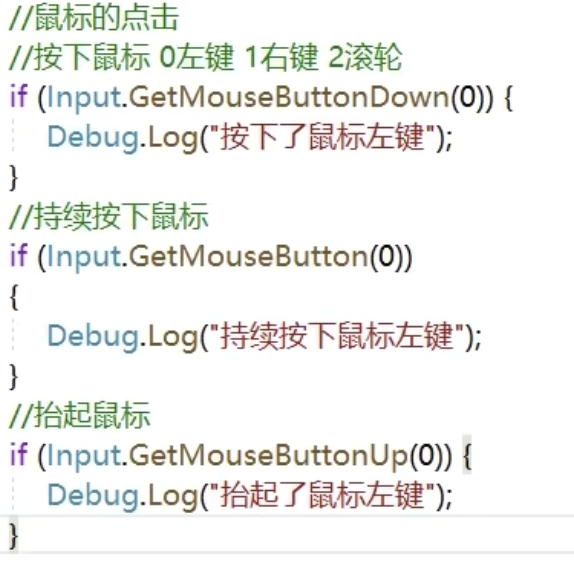 //鼠标的点击
//按下鼠标 0左键 1右键 2滚轮
if (Input.GetMouseButtonDown(0)) {
Debug.Log("按下了鼠标左键");
}
//持续按下鼠标
if (Input.GetMouseButton(0))
{
Debug.Log("持续按下鼠标左键");
}
//抬起鼠标
if (Input.GetMouseButtonUp(0)) {
Debug.Log("抬起了鼠标左键");
}